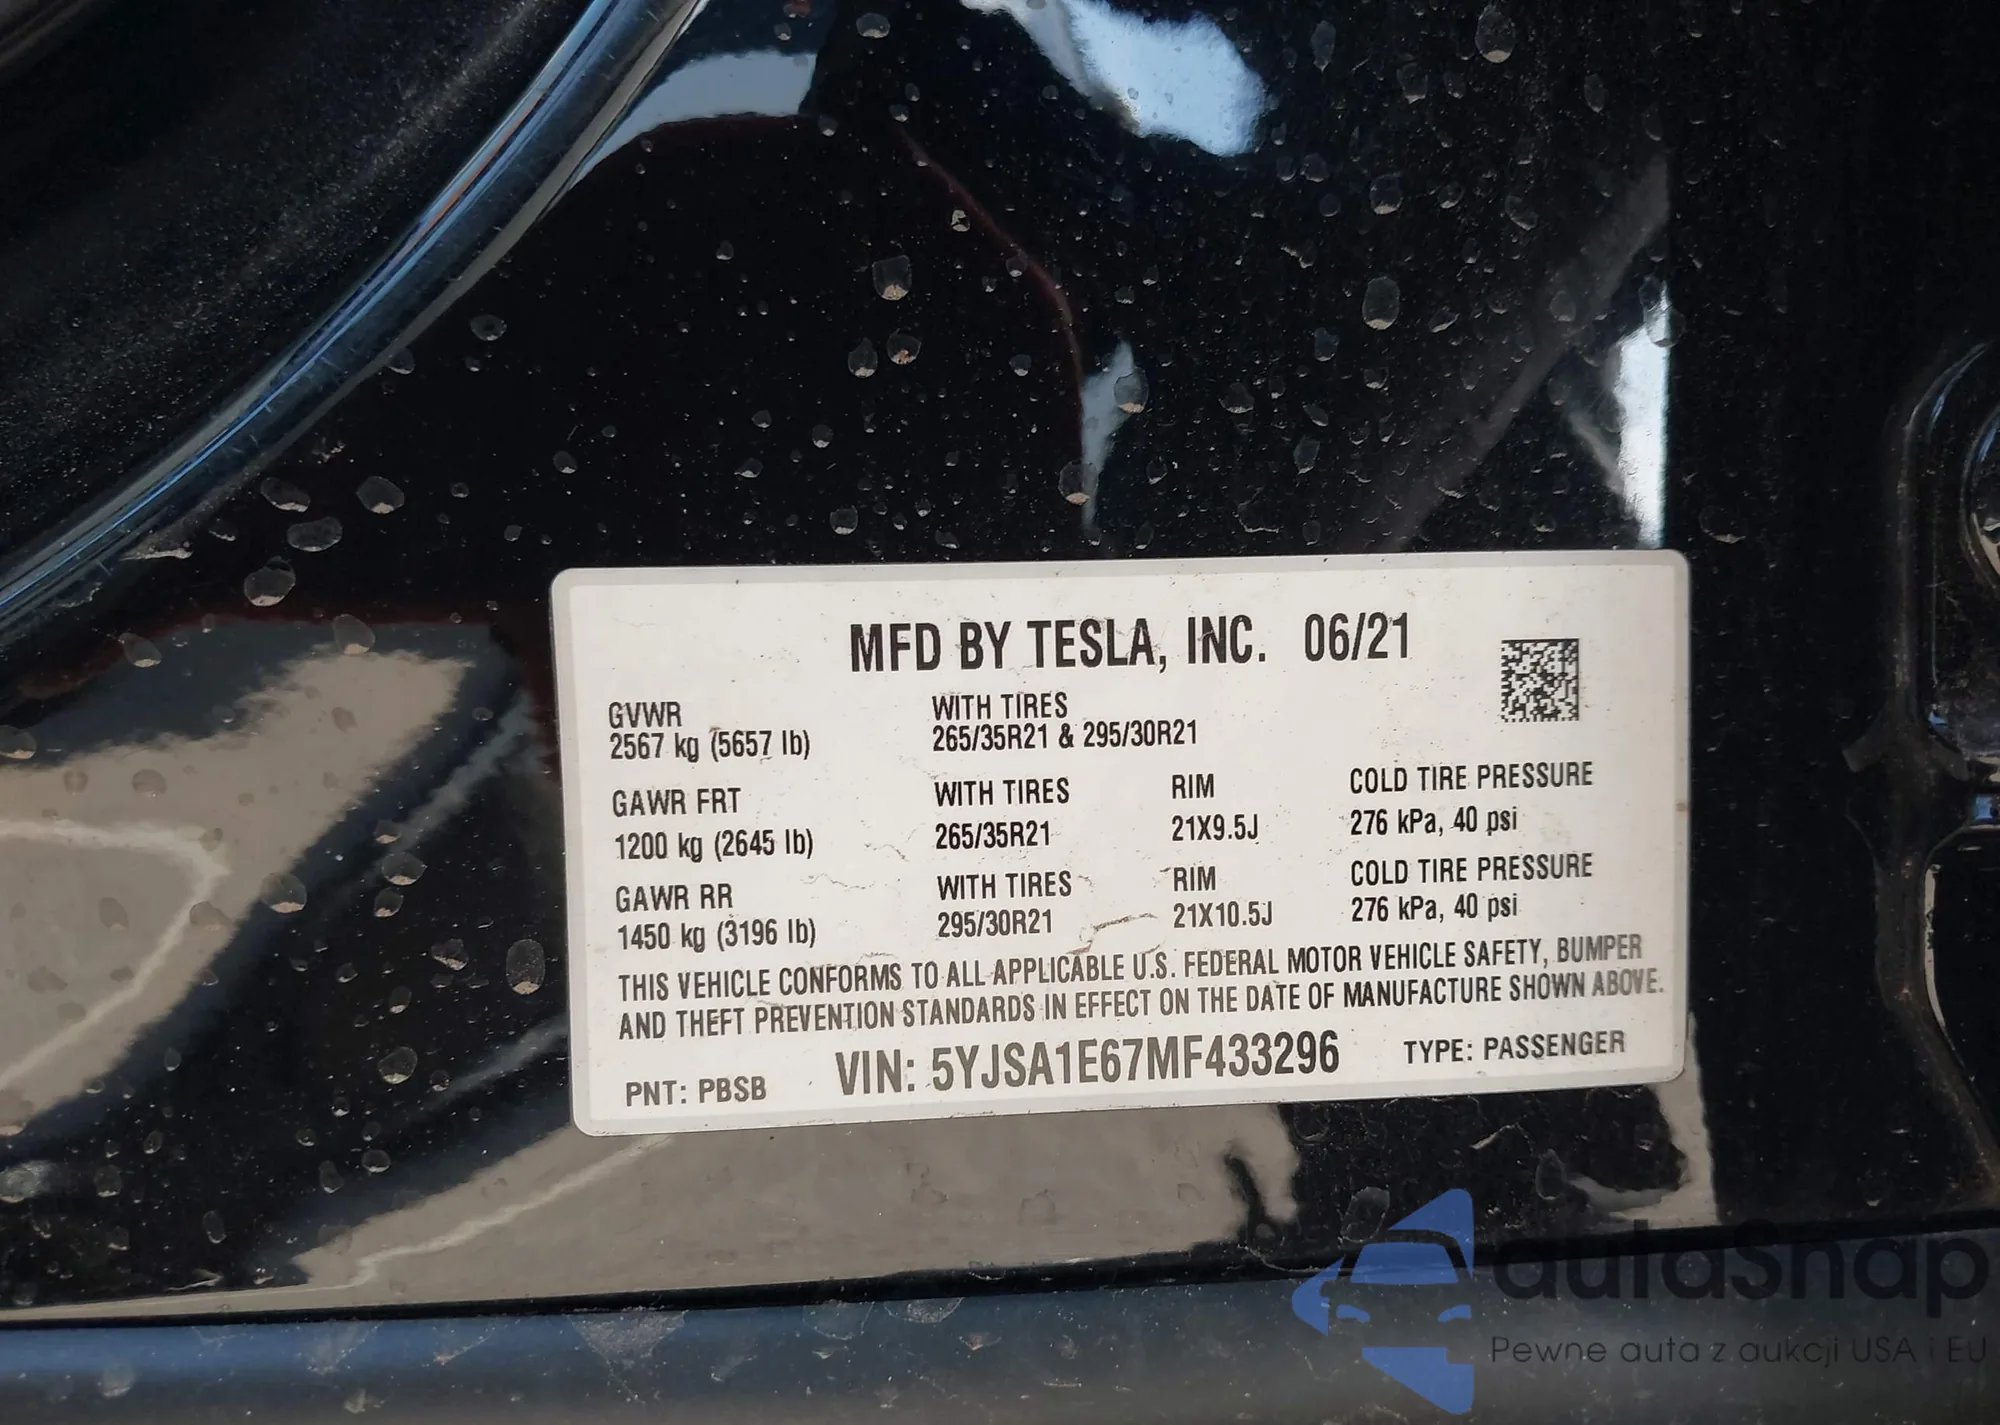 MFD BY TESLA, INC. 06/21
GVWR WITH TIRES
2567 kg (5657 lb) 265/35R21 & 295/30R21
GAWR FRT WITH TIRES RIM COLD TIRE PRESSURE
1200 kg (2645 lb) 265/35R21 21X9.5J 276 kPa, 40 psi
GAWR RR WITH TIRES RIM COLD TIRE PRESSURE
1450 kg (3196 lb) 295/30R21 21X10.5J 276 kPa, 40 psi
THIS VEHICLE CONFORMS TO ALL APPLICABLE U.S. FEDERAL MOTOR VEHICLE SAFETY, BUMPER
AND THEFT PREVENTION STANDARDS IN EFFECT ON THE DATE OF MANUFACTURE SHOWN ABOVE.
PNT: PBSB VIN: 5YJSA1E67MF433296 TYPE: PASSENGER
autaSnap
Pewne auta z aukcji USA i EU